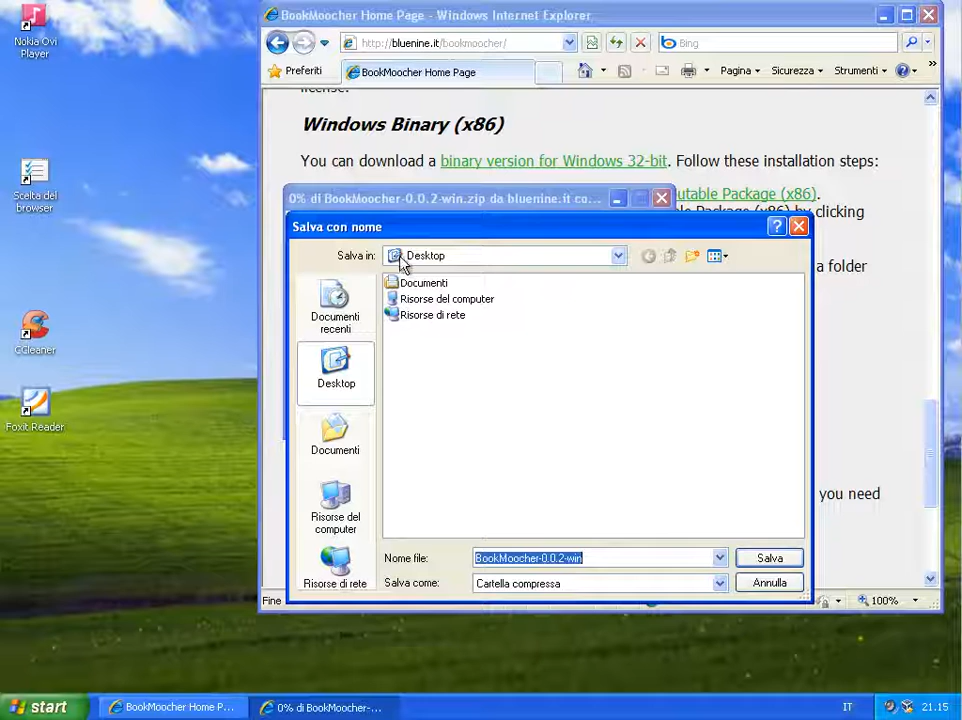 Nokia Ovi
Player
Scelta del
browser
CCleaner
Foxit Reader
BookMoocher Home Page - Windows Internet Explorer
http://bluenine.it/bookmoocher/
Bing
Preferiti
BookMoocher Home Page
Pagina
Sicurezza
Strumenti
»
license.
Windows Binary (x86)
You can download a binary version for Windows 32-bit. Follow these installation steps:
utable Package (x86).
le Package (x86) by clicking
a folder
you need
0% di BookMoocher-0.0.2-win.zip da bluenine.it co...
Salva con nome
Salva in:
Desktop
Documenti
Risorse del computer
Risorse di rete
Documenti
recenti
Desktop
Documenti
Risorse del
computer
Risorse di rete
Nome file:
BookMoocher-0.0.2-win
Salva
Salva come:
Cartella compressa
Annulla
Fine
100%
start
BookMoocher Home P...
0% di BookMoocher-...
IT
21.15